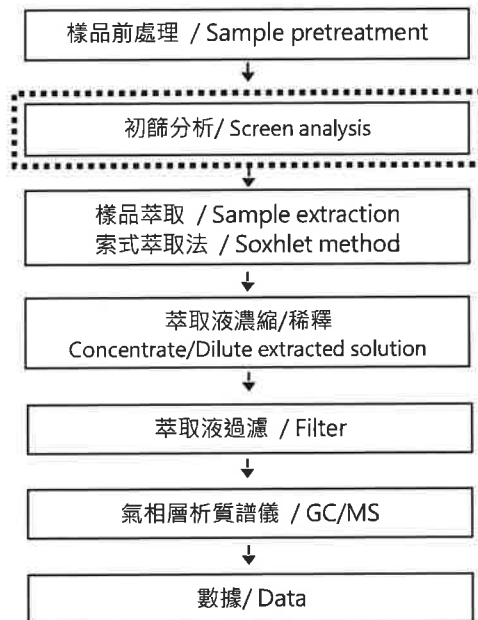 樣品前處理 / Sample pretreatment
初篩分析/ Screen analysis
樣品萃取 / Sample extraction
索式萃取法 / Soxhlet method
萃取液濃縮/稀釋
Concentrate/Dilute extracted solution
萃取液過濾 / Filter
氣相層析質譜儀 / GC/MS
數據/ Data